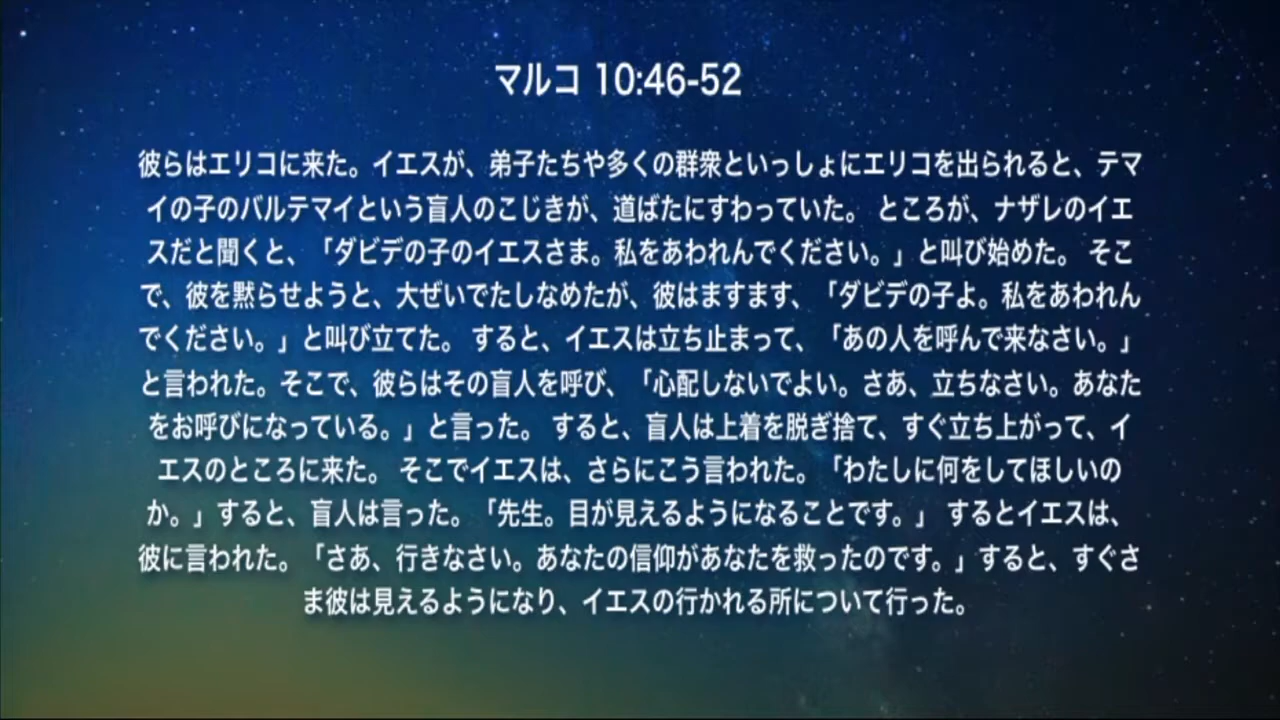 マルコ 10:46-52
彼らはエリコに来た。イエスが、弟子たちや多くの群衆といっしょにエリコを出られると、テマ
イの子のバルテマイという盲人のこじきが、道ばたにすわっていた。 ところが、ナザレのイエ
スだと聞くと、「ダビデの子のイエスさま。私をあわれんでください。」と叫び始めた。 そこ
で、彼を黙らせようと、大ぜいでたしなめたが、彼はますます、「ダビデの子よ。私をあわれん
でください。」と叫び立てた。 すると、イエスは立ち止まって、「あの人を呼んで来なさい。」
と言われた。そこで、彼らはその盲人を呼び、「心配しないでよい。さあ、立ちなさい。あなた
をお呼びになっている。」と言った。 すると、盲人は上着を脱ぎ捨て、すぐ立ち上がって、イ
エスのところに来た。 そこでイエスは、さらにこう言われた。「わたしに何をしてほしいの
か。」すると、盲人は言った。「先生。目が見えるようになることです。」 するとイエスは、
彼に言われた。「さあ、行きなさい。あなたの信仰があなたを救ったのです。」すると、すぐさ
ま彼は見えるようになり、イエスの行かれる所について行った。